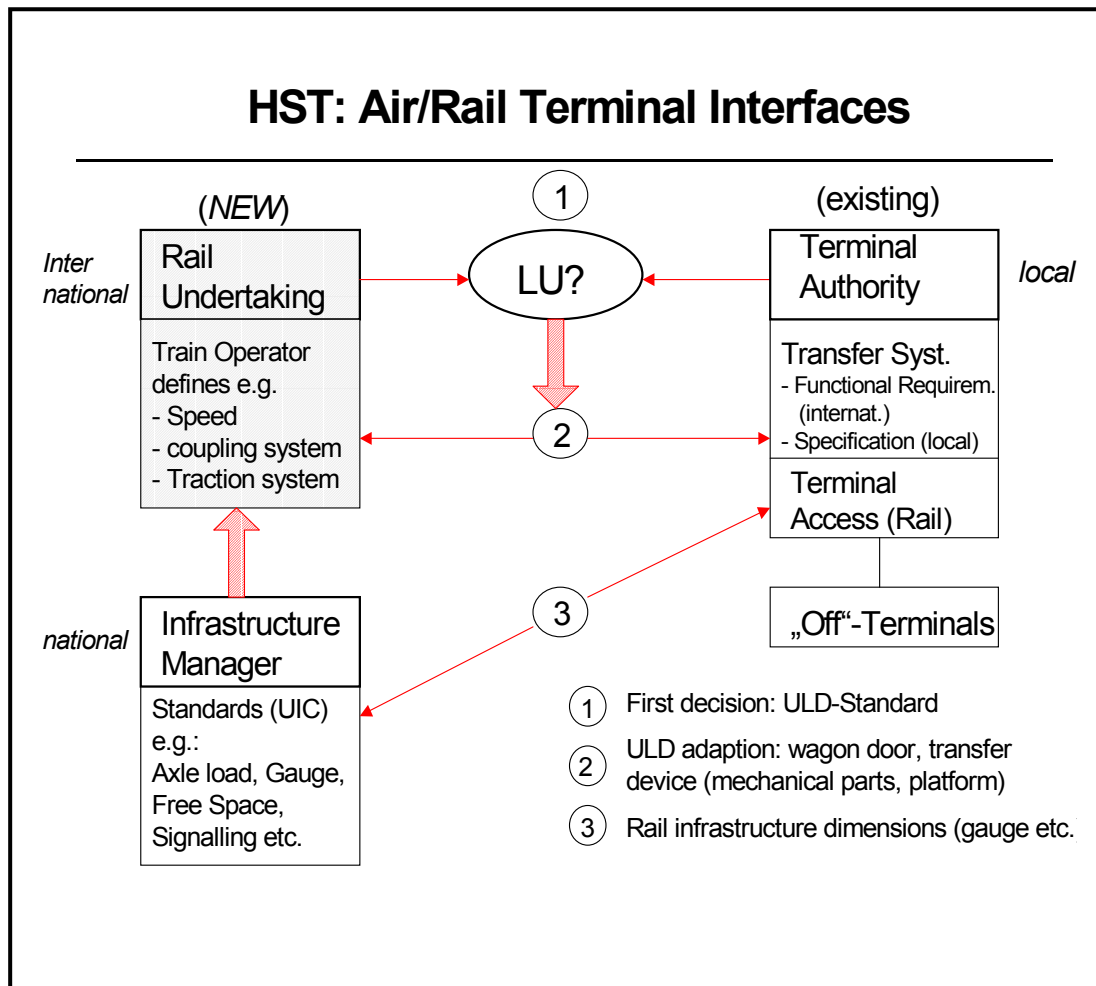 HST: Air/Rail Terminal Interfaces
(NEW)
1
(existing)
Inter
national
Rail
Undertaking
LU?
Terminal
Authority
local
Train Operator
defines e.g.
- Speed
- coupling system
- Traction system
2
Transfer Syst.
- Functional Requirem.
(internat.)
- Specification (local)
Terminal
Access (Rail)
national
Infrastructure
Manager
3
„Off“-Terminals
Standards (UIC)
e.g.:
Axle load, Gauge,
Free Space,
Signalling etc.
1 First decision: ULD-Standard
2 ULD adaption: wagon door, transfer
device (mechanical parts, platform)
3 Rail infrastructure dimensions (gauge etc.